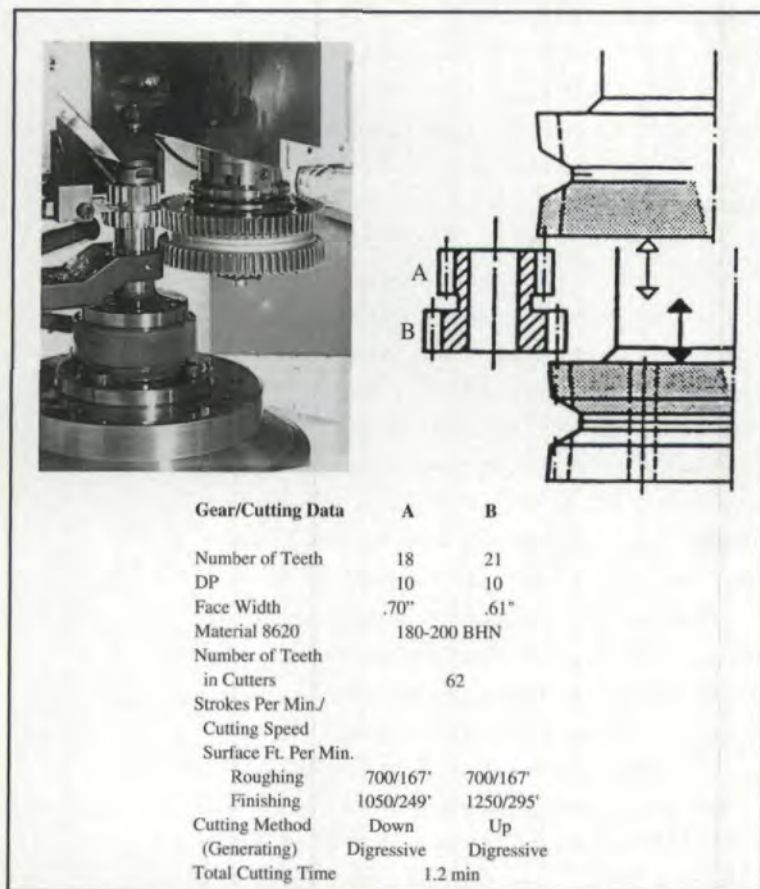 A
B
Gear/Cutting Data A B
Number of Teeth 18 21
DP 10 10
Face Width .70" .61"
Material 8620 180-200 BHN
Number of Teeth
in Cutters 62
Strokes Per Min./
Cutting Speed
Surface Ft. Per Min.
Roughing 700/167' 700/167'
Finishing 1050/249' 1250/295'
Cutting Method Down Up
(Generating) Digressive Digressive
Total Cutting Time 1.2 min